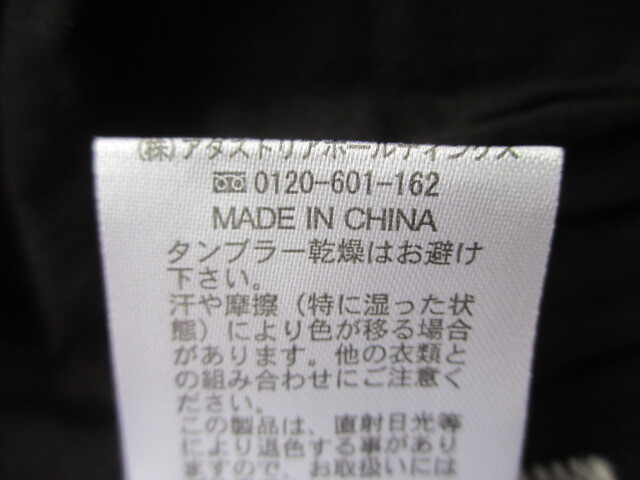 (株)アダストリアホールディングス
0120-601-162
MADE IN CHINA
タンブラー乾燥はお避け
下さい。
汗や摩擦（特に湿った状
態）により色が移る場合
があります。他の衣類と
の組み合わせにご注意く
ださい。
この製品は、直射日光等
により退色する事があり
ますので、お取扱いには